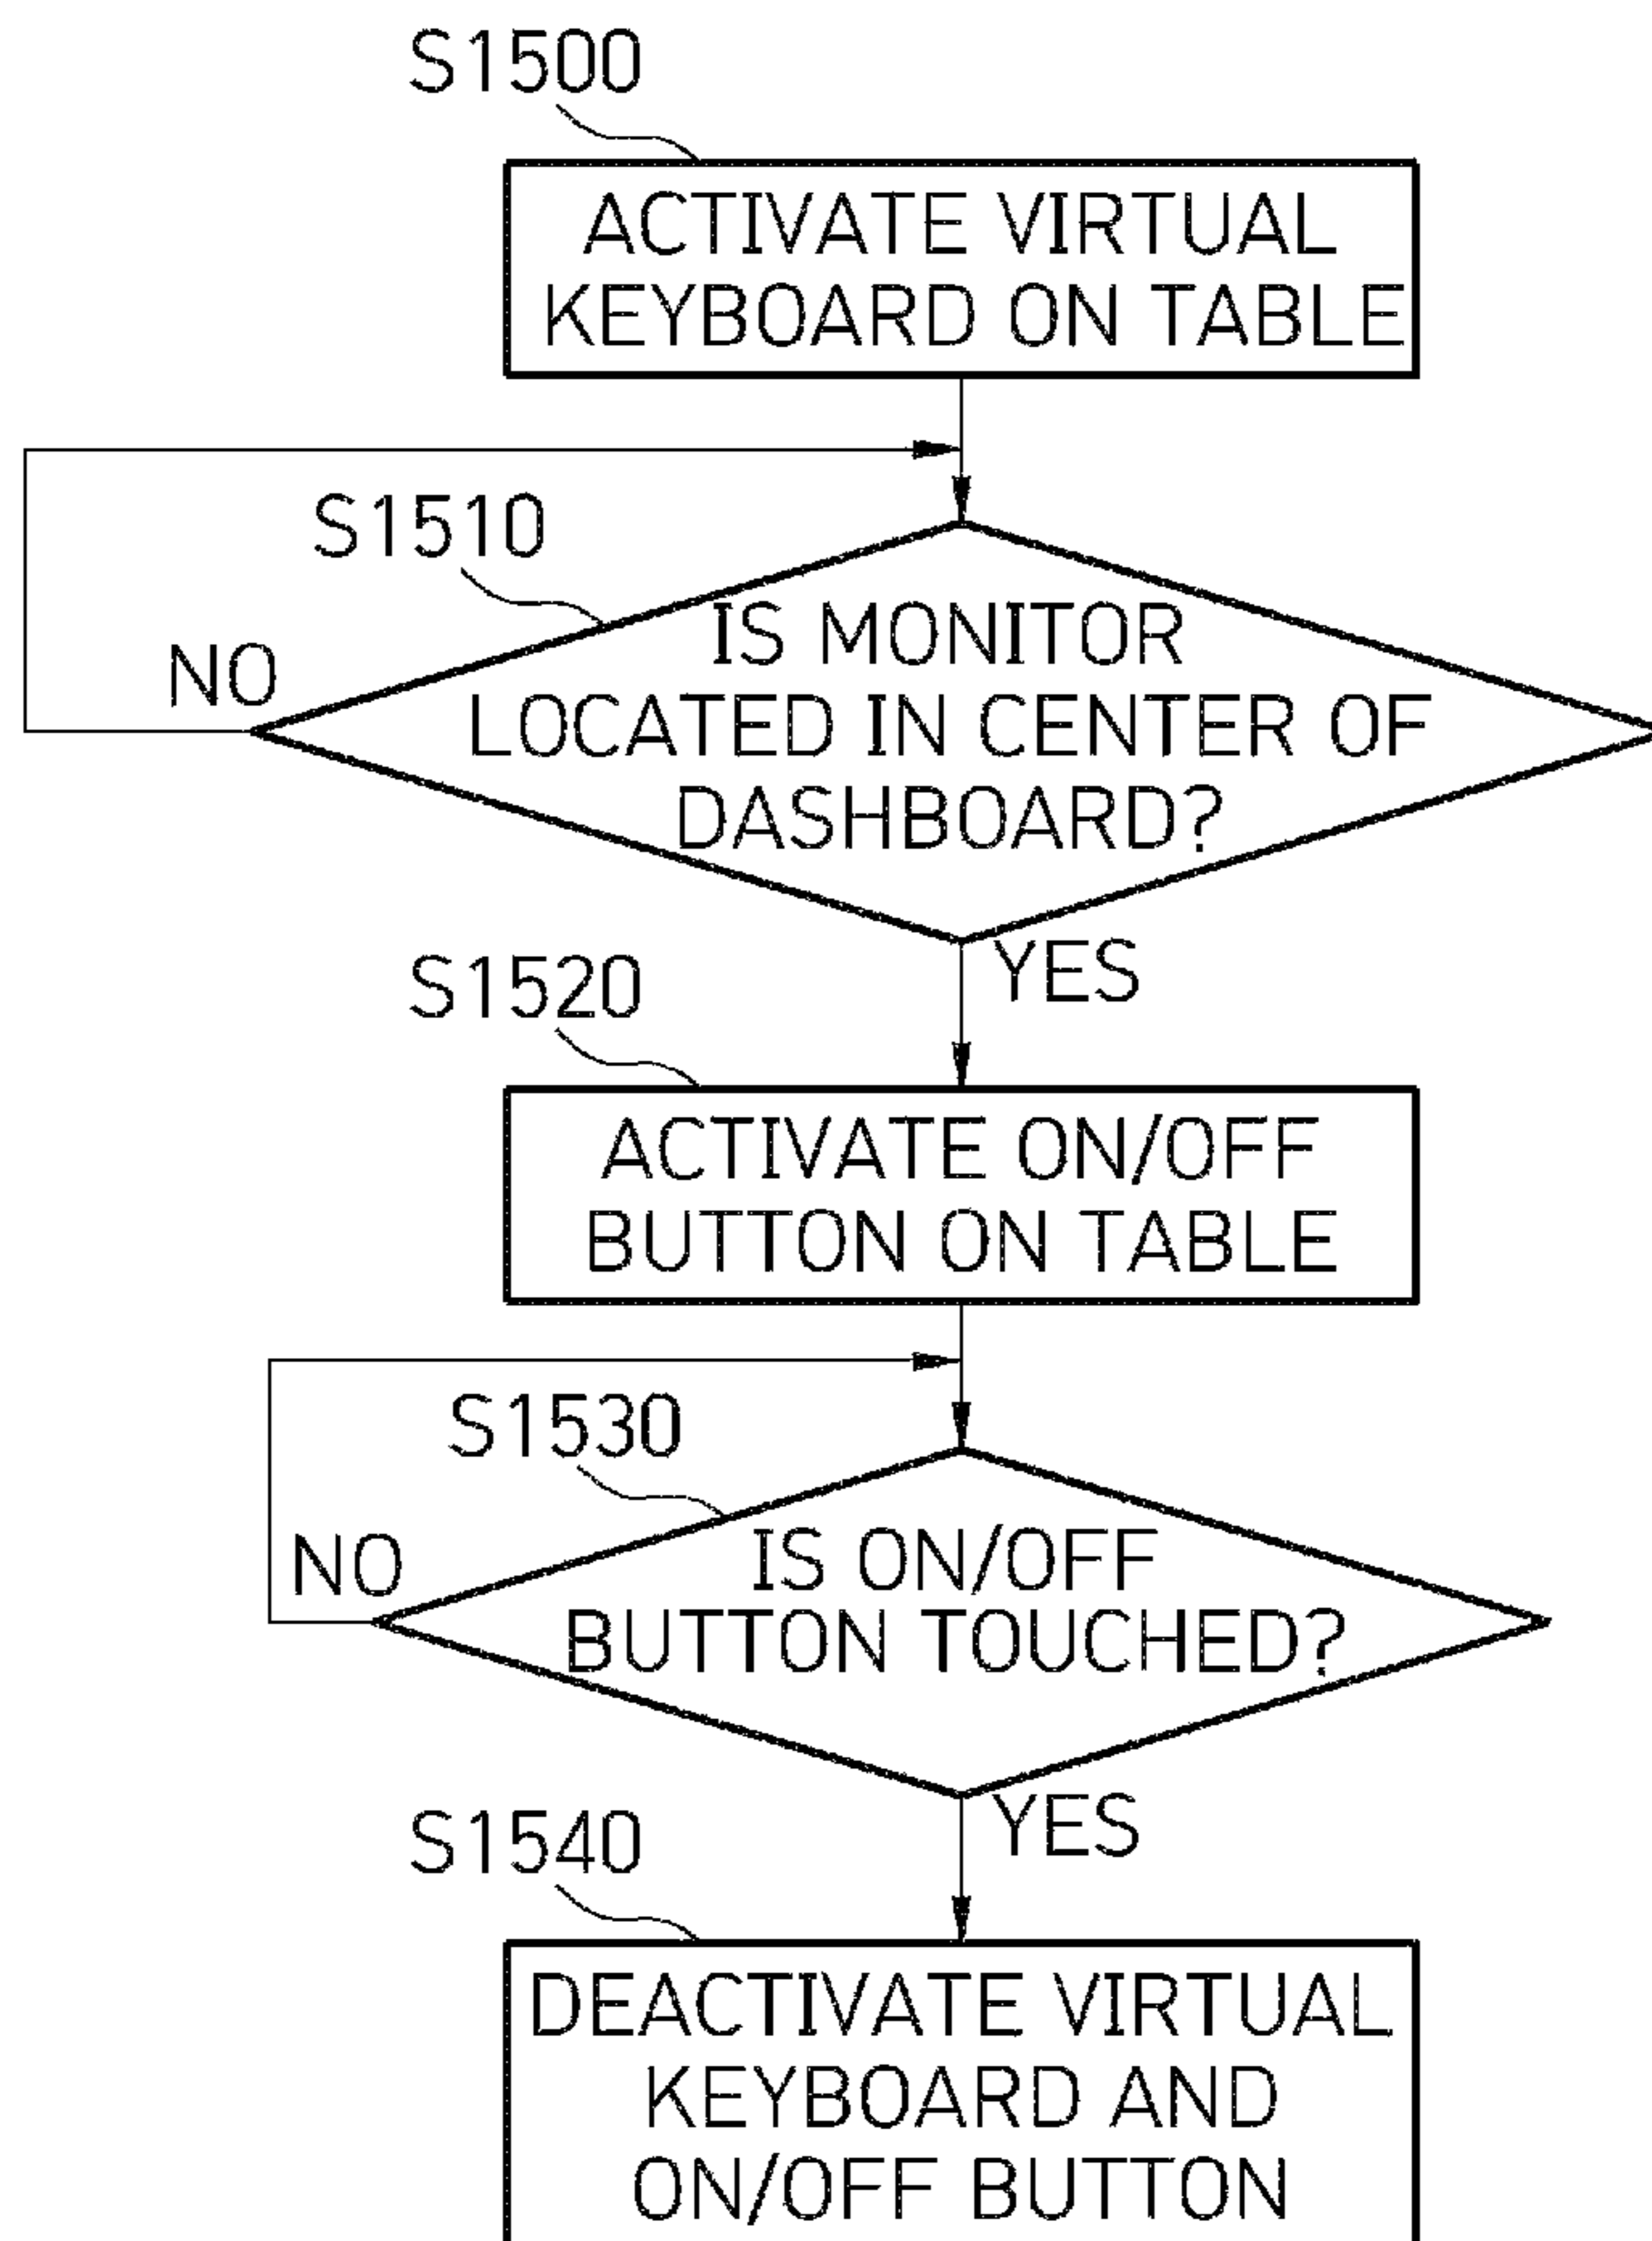 S1500
ACTIVATE VIRTUAL
KEYBOARD ON TABLE
S1510
NO
IS MONITOR
LOCATED IN CENTER OF
DASHBOARD?
YES
S1520
ACTIVATE ON/OFF
BUTTON ON TABLE
S1530
NO
IS ON/OFF
BUTTON TOUCHED?
YES
S1540
DEACTIVATE VIRTUAL
KEYBOARD AND
ON/OFF BUTTON